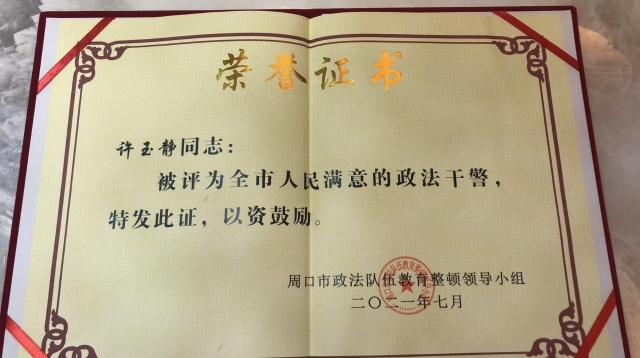 荣誉证书
许玉静同志：
被评为全市人民满意的政法干警，
特发此证，以资鼓励。
周口市政法队伍教育整顿领导小组
二〇二一年七月